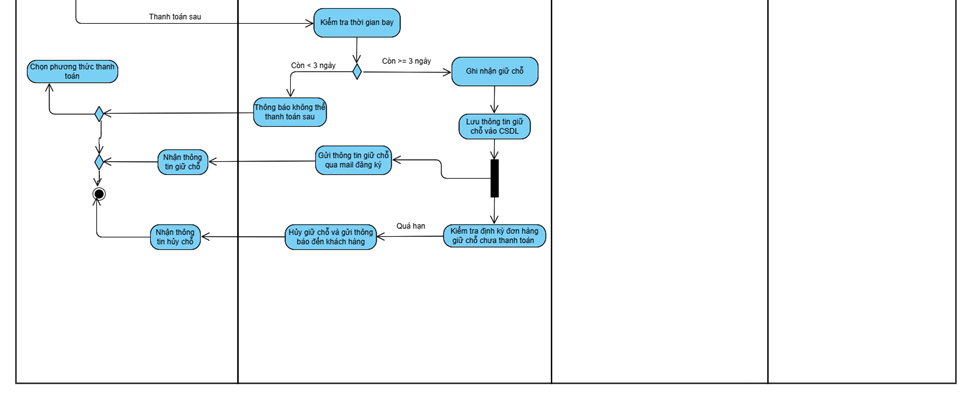 Thanh toán sau
Kiểm tra thời gian bay
Còn < 3 ngày
Còn >= 3 ngày
Chọn phương thức thanh
toán
Ghi nhận giữ chỗ
Thông báo không thể
thanh toán sau
Lưu thông tin giữ
chỗ vào CSDL
Nhận thông
tin giữ chỗ
Gửi thông tin giữ chỗ
qua mail đăng ký
Quá hạn
Nhận thông
tin hủy chỗ
Hủy giữ chỗ và gửi thông
báo đến khách hàng
Kiểm tra định kỳ đơn hàng
giữ chỗ chưa thanh toán